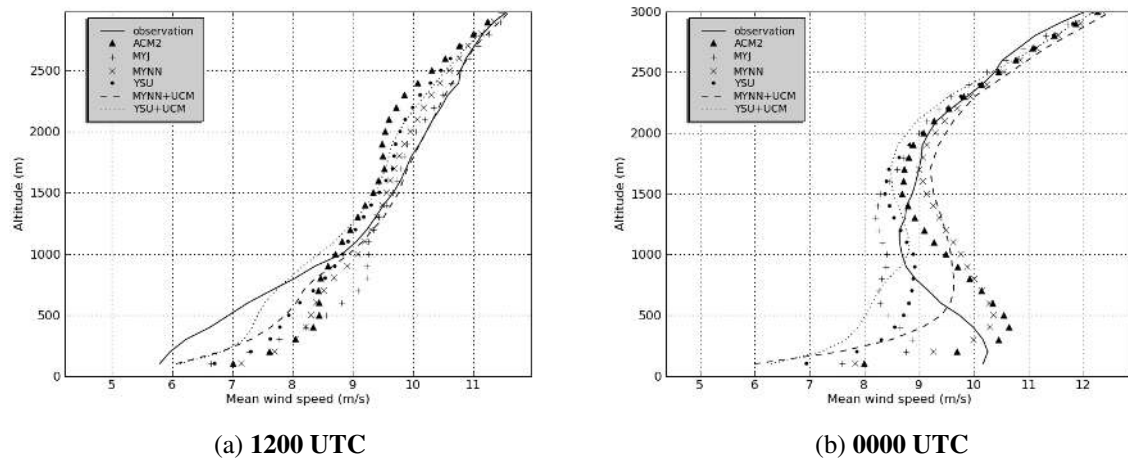 observation
ACM2
MYJ
MYNN
YSU
MYNN+UCM
YSU+UCM
2500
2000
1500
1000
500
0
Altitude (m)
5 6 7 8 9 10 11
Mean wind speed (m/s)
(a) 1200 UTC
3000
observation
ACM2
MYJ
MYNN
YSU
MYNN+UCM
YSU+UCM
2500
2000
1500
1000
500
0
Altitude (m)
5 6 7 8 9 10 11 12
Mean wind speed (m/s)
(b) 0000 UTC